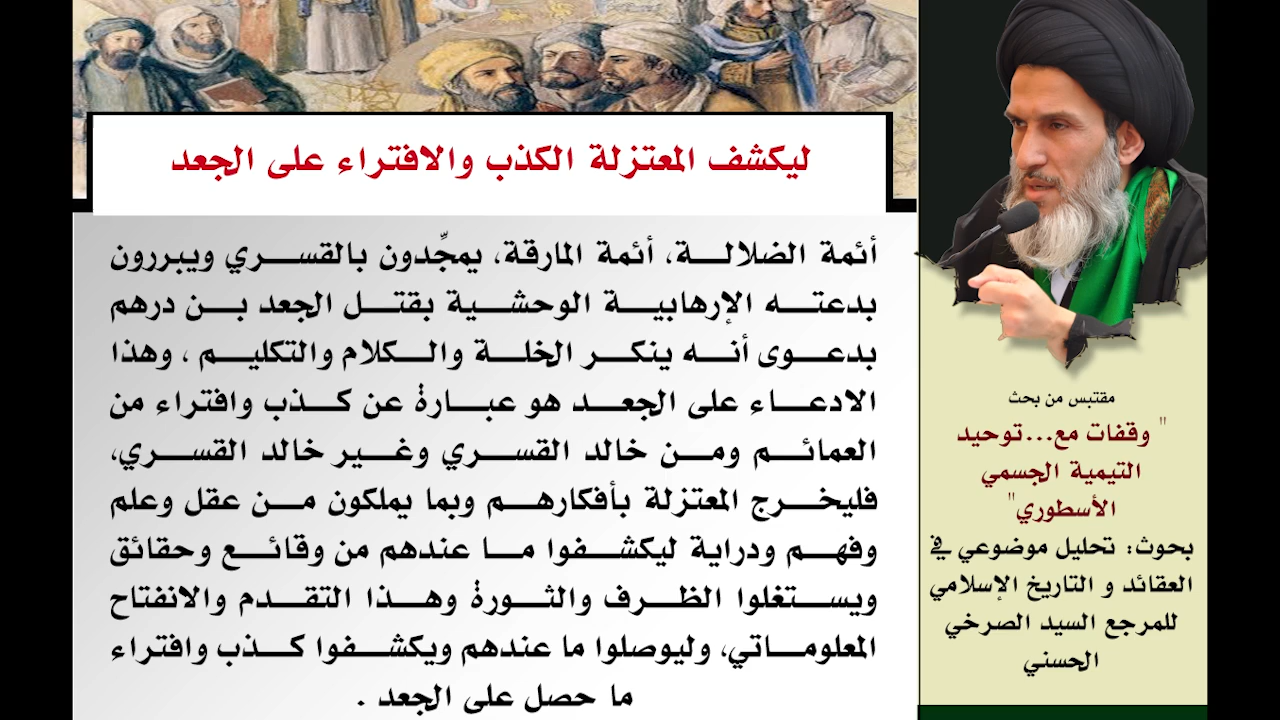 ليكشف المعتزلة الكذب والافتراء على الجعد
أئمة الضلالة، أئمة المارقة، يمجِّدون بالقسري ويبررون
بدعته الإرهابية الوحشية بقتل الجعد بن درهم
بدعوى أنه ينكر الخلة والكلام والتكليم ، وهذا
الادعاء على الجعد هو عبارة عن كذب وافتراء من
العمائم ومن خالد القسري وغير خالد القسري،
فليخرج المعتزلة بأفكارهم وبما يملكون من عقل وعلم
وفهم ودراية ليكشفوا ما عندهم من وقائع وحقائق
ويستغلوا الظرف والثورة وهذا التقدم والانفتاح
المعلوماتي، وليوصلوا ما عندهم ويكشفوا كذب وافتراء
ما حصل على الجعد .
مقتبس من بحث
" وقفات مع...توحيد
التيمية الجسمي
الأسطوري"
بحوث: تحليل موضوعي في
العقائد و التاريخ الإسلامي
للمرجع السيد الصرخي
الحسني